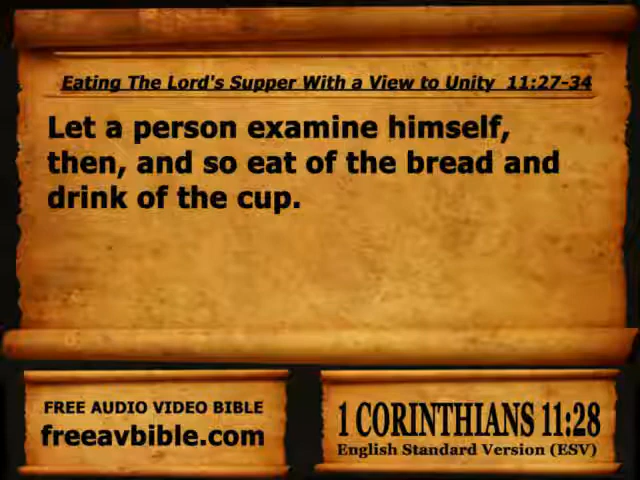 Eating The Lord's Supper With a View to Unity 11:27-34
Let a person examine himself,
then, and so eat of the bread and
drink of the cup.
FREE AUDIO VIDEO BIBLE
freeavbible.com
1 CORINTHIANS 11:28
English Standard Version (ESV)